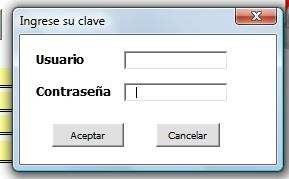 Ingrese su clave
Usuario
Contraseña
Aceptar Cancelar